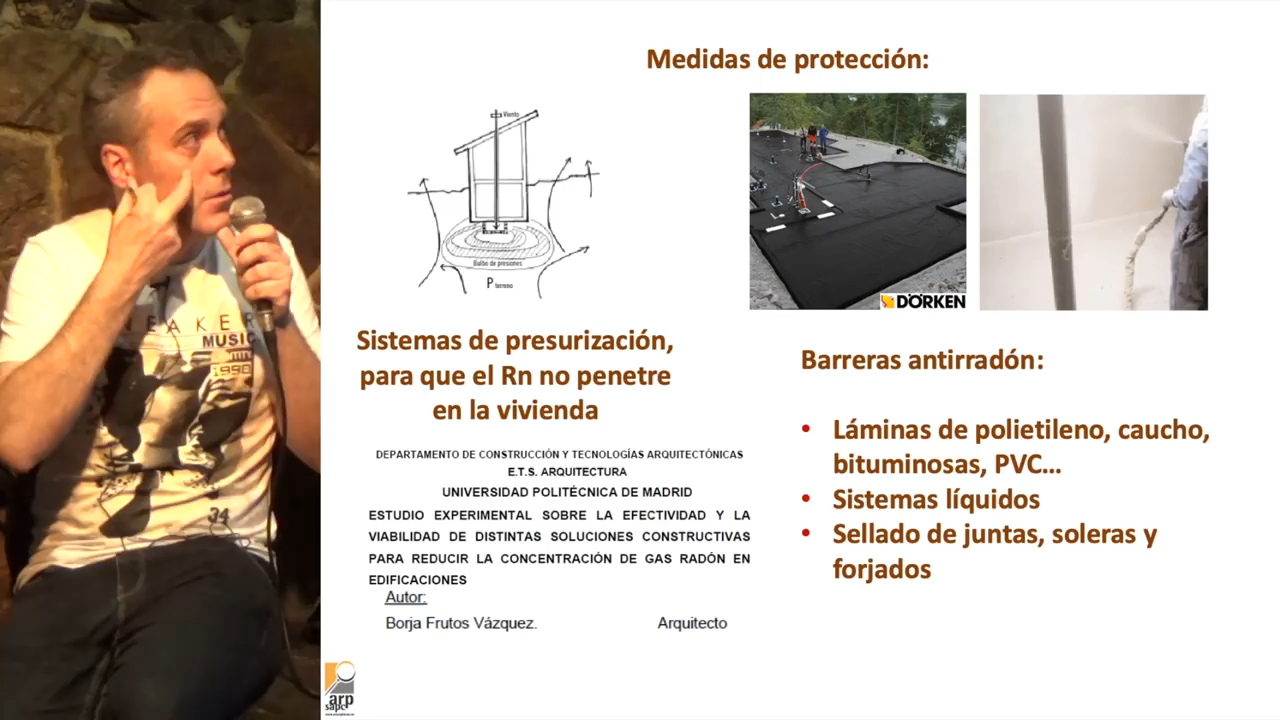 Medidas de protección:
Viento
Bulbo de presiones
P terreno
DÖRKEN
Sistemas de presurización,
para que el Rn no penetre
en la vivienda
Barreras antirradón:
• Láminas de polietileno, caucho,
bituminosas, PVC...
• Sistemas líquidos
• Sellado de juntas, soleras y
forjados
DEPARTAMENTO DE CONSTRUCCIÓN Y TECNOLOGÍAS ARQUITECTÓNICAS
E.T.S. ARQUITECTURA
UNIVERSIDAD POLITÉCNICA DE MADRID
ESTUDIO EXPERIMENTAL SOBRE LA EFECTIVIDAD Y LA
VIABILIDAD DE DISTINTAS SOLUCIONES CONSTRUCTIVAS
PARA REDUCIR LA CONCENTRACIÓN DE GAS RADÓN EN
EDIFICACIONES
Autor:
Borja Frutos Vázquez. Arquitecto
NEAKER
MUSIC
1990
34
arp
sapc